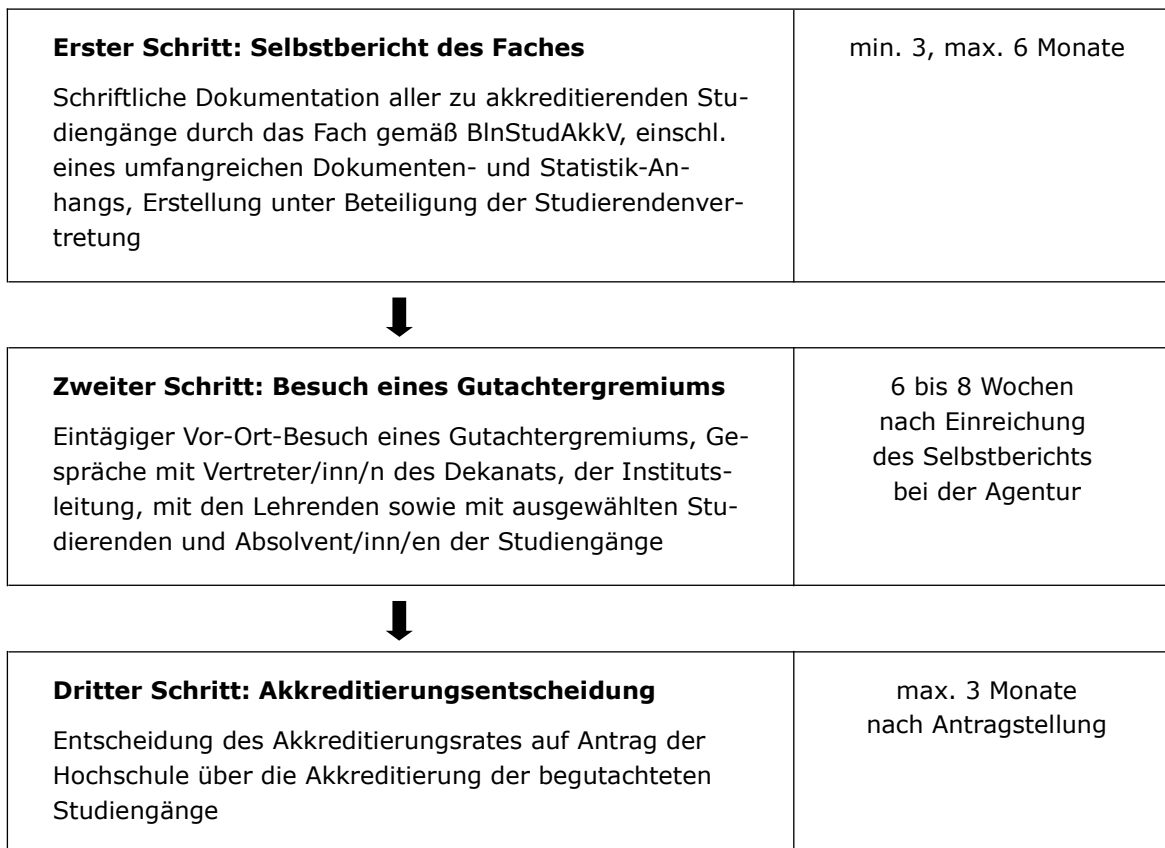 Erster Schritt: Selbstbericht des Faches
min. 3, max. 6 Monate
Schriftliche Dokumentation aller zu akkreditierenden Stu-
diengänge durch das Fach gemäß BlnStudAkkV, einschl.
eines umfangreichen Dokumenten- und Statistik-An-
hangs, Erstellung unter Beteiligung der Studierendenver-
tretung
Zweiter Schritt: Besuch eines Gutachtergremiums
Eintägiger Vor-Ort-Besuch eines Gutachtergremiums, Ge-
spräche mit Vertreter/inn/n des Dekanats, der Instituts-
leitung, mit den Lehrenden sowie mit ausgewählten Stu-
dierenden und Absolvent/inn/en der Studiengänge
6 bis 8 Wochen
nach Einreichung
des Selbstberichts
bei der Agentur
Dritter Schritt: Akkreditierungsentscheidung
Entscheidung des Akkreditierungsrates auf Antrag der
Hochschule über die Akkreditierung der begutachteten
Studiengänge
max. 3 Monate
nach Antragstellung